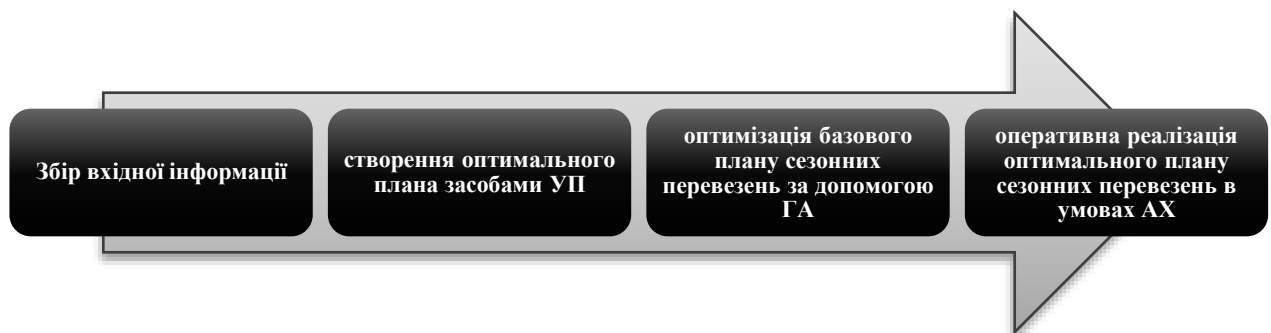 Збір вхідної інформації
створення оптимального
плана засобами УП
оптимізація базового
плану сезонних
перевезень за допомогою
ГА
оперативна реалізація
оптимального плану
сезонних перевезень в
умовах АХ